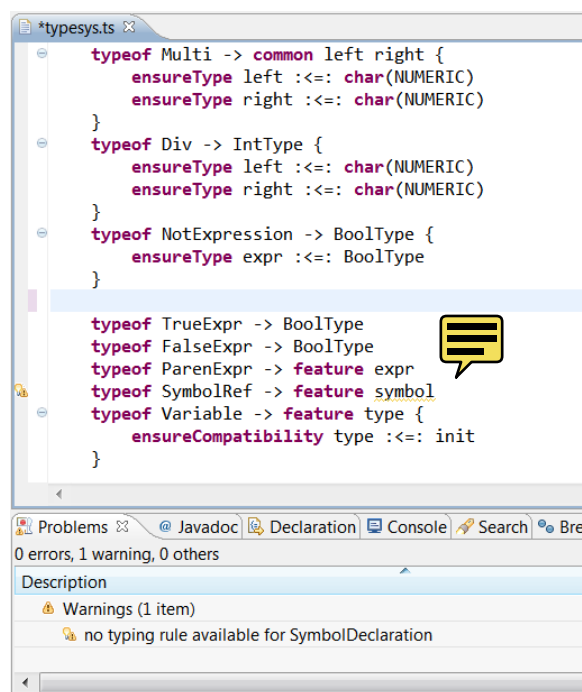 *typesys.ts
typeof Multi -> common left right {
ensureType left :<=: char(NUMERIC)
ensureType right :<=: char(NUMERIC)
}
typeof Div -> IntType {
ensureType left :<=: char(NUMERIC)
ensureType right :<=: char(NUMERIC)
}
typeof NotExpression -> BoolType {
ensureType expr :<=: BoolType
}
typeof TrueExpr -> BoolType
typeof FalseExpr -> BoolType
typeof ParenExpr -> feature expr
typeof SymbolRef -> feature symbol
typeof Variable -> feature type {
ensureCompatibility type :<=: init
}
Problems @ Javadoc Declaration Console Search Bre
0 errors, 1 warning, 0 others
Description
Warnings (1 item)
no typing rule available for SymbolDeclaration